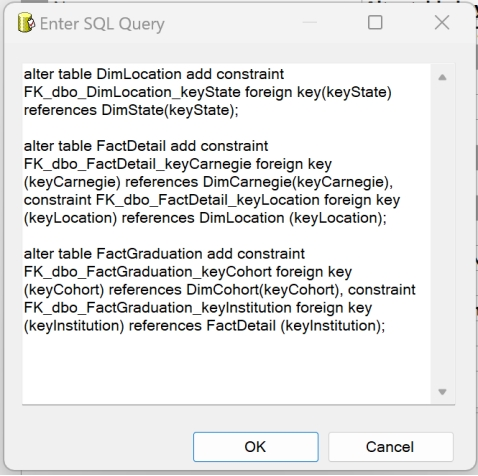 Enter SQL Query
alter table DimLocation add constraint
FK_dbo_DimLocation_keyState foreign key(keyState)
references DimState(keyState);
alter table FactDetail add constraint
FK_dbo_FactDetail_keyCarnegie foreign key
(keyCarnegie) references DimCarnegie(keyCarnegie),
constraint FK_dbo_FactDetail_keyLocation foreign key
(keyLocation) references DimLocation (keyLocation);
alter table FactGraduation add constraint
FK_dbo_FactGraduation_keyCohort foreign key
(keyCohort) references DimCohort(keyCohort), constraint
FK_dbo_FactGraduation_keyInstitution foreign key
(keyInstitution) references FactDetail (keyInstitution);
OK
Cancel